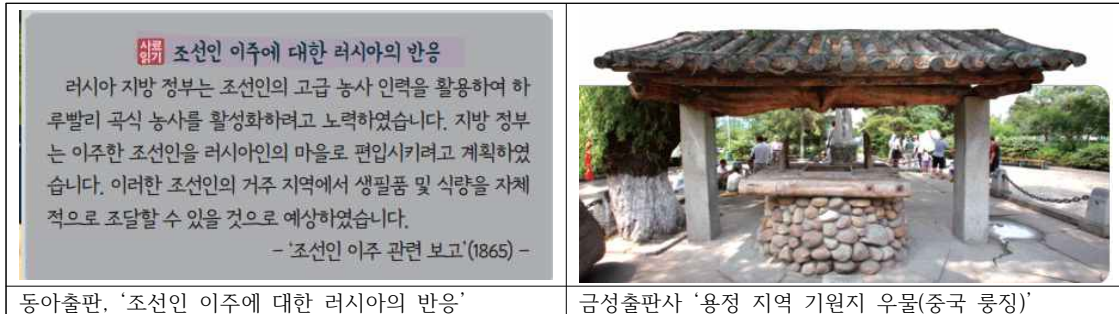 사료 읽기 조선인 이주에 대한 러시아의 반응
러시아 지방 정부는 조선인의 고급 농사 인력을 활용하여 하
루빨리 곡식 농사를 활성화하려고 노력하였습니다. 지방 정부
는 이주한 조선인을 러시아인의 마을로 편입시키려고 계획하였
습니다. 이러한 조선인의 거주 지역에서 생필품 및 식량을 자체
적으로 조달할 수 있을 것으로 예상하였습니다.
– ‘조선인 이주 관련 보고’(1865) –
동아출판, ‘조선인 이주에 대한 러시아의 반응’
금성출판사 ‘용정 지역 기원지 우물(중국 룽징)’